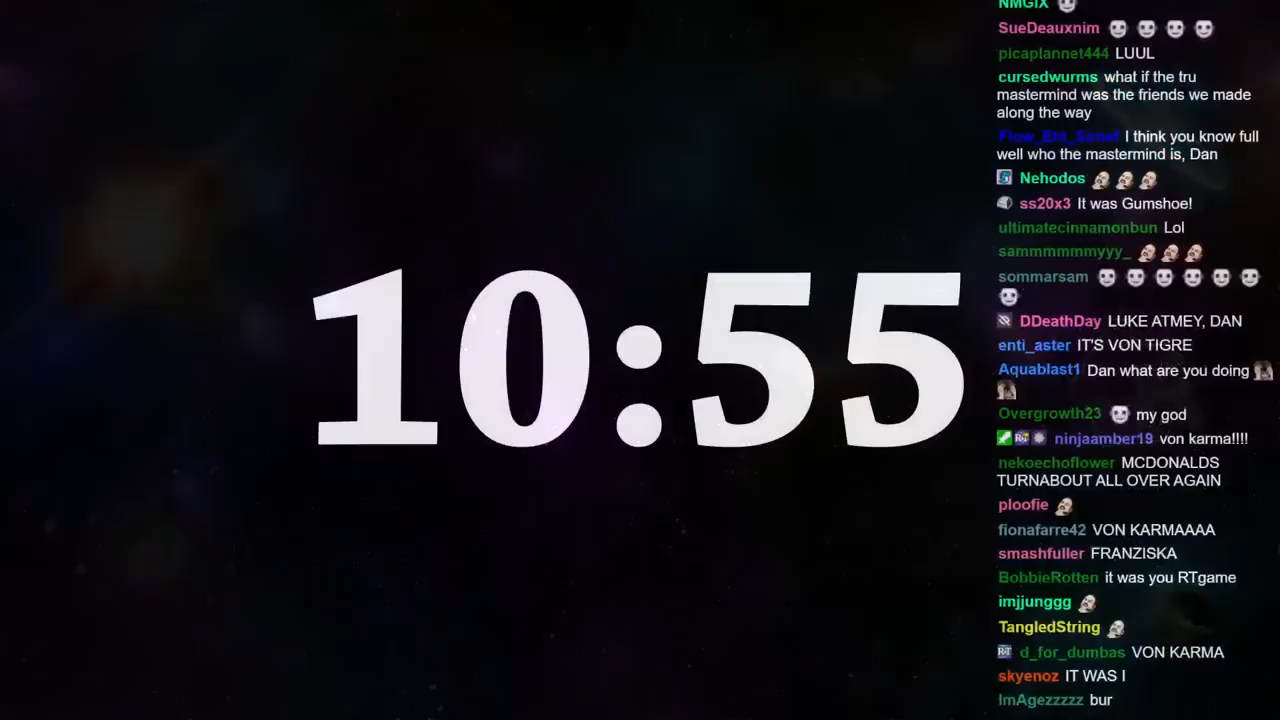 10:55
NMGIX
SueDeauxnim
picaplannet444 LUUL
cursedwurms what if the tru
mastermind was the friends we made
along the way
Flow_Eht_Sirnef I think you know full
well who the mastermind is, Dan
Nehodos
ss20x3 It was Gumshoe!
ultimatecinnamonbun Lol
sammmmmmyyy_
sommarsam
DDeathDay LUKE ATMEY, DAN
enti_aster IT'S VON TIGRE
Aquablast1 Dan what are you doing
Overgrowth23 my god
ninjaamber19 von karma!!!!
nekoechoflower MCDONALDS
TURNABOUT ALL OVER AGAIN
ploofie
fionafarre42 VON KARMAAAA
smashfuller FRANZISKA
BobbieRotten it was you RTgame
imjjunggg
TangledString
d_for_dumbas VON KARMA
skyenoz IT WAS I
ImAgezzzzz bur